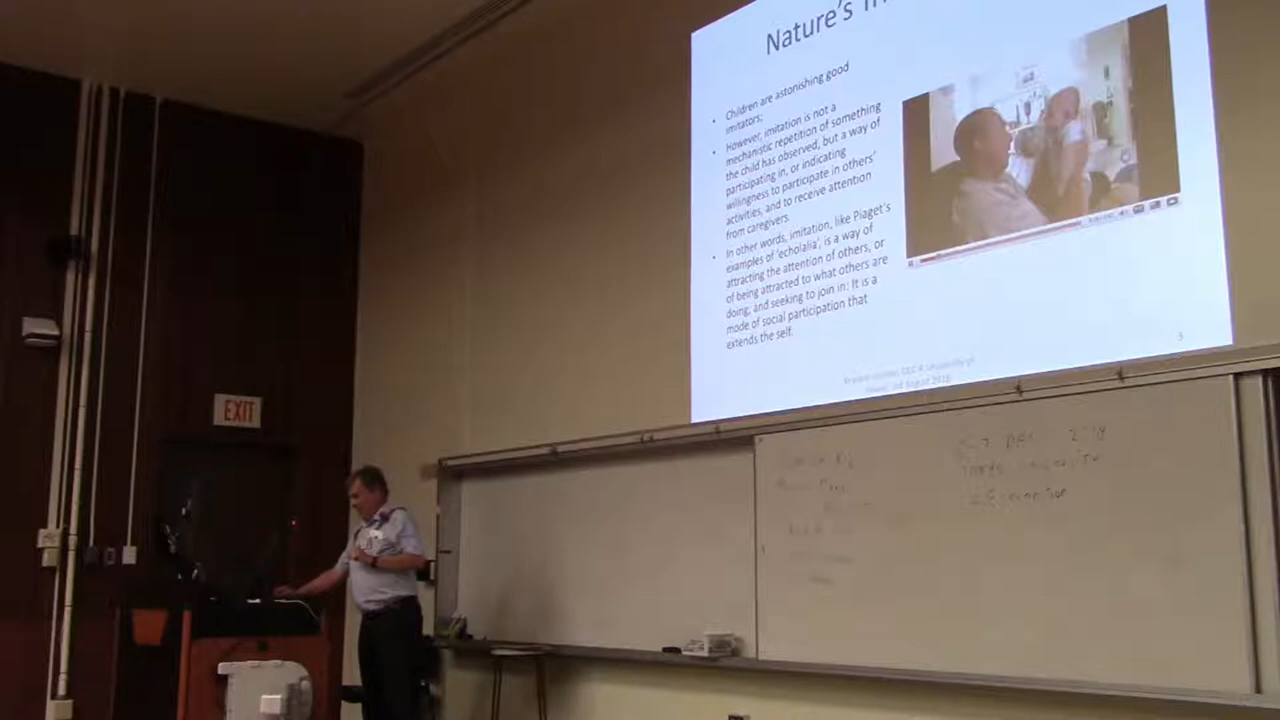 Nature's
• Children are astonishing good
imitators;
• However, imitation is not a
mechanistic repetition of something
the child has observed, but a way of
participating in, or indicating
willingness to participate in others'
activities, and to receive attention
from caregivers
• In other words, imitation, like Piaget's
examples of 'echolalia', is a way of
attracting the attention of others, or
of being attracted to what others are
doing; and seeking to join in: It is a
mode of social participation that
extends the self.
3
EXIT